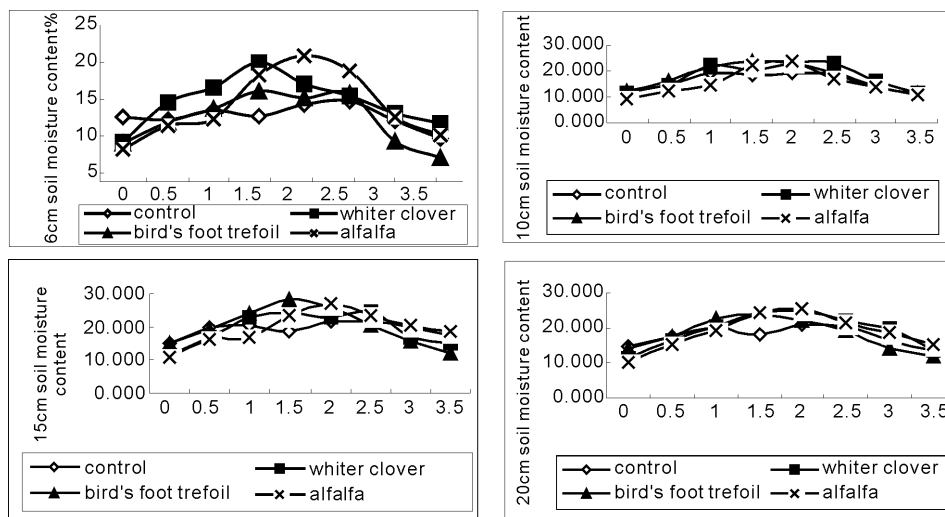 6cm soil moisture content%
25
20
15
10
5
0 0.5 1 1.5 2 2.5 3 3.5
control whiter clover
bird's foot trefoil alfalfa
10cm soil moisture content
30.000
20.000
10.000
0.000
0 0.5 1 1.5 2 2.5 3 3.5
control whiter clover
bird's foot trefoil alfalfa
15cm soil moisture
content
30.000
20.000
10.000
0.000
0 0.5 1 1.5 2 2.5 3 3.5
control whiter clover
bird's foot trefoil alfalfa
20cm soil moisture content
30.000
20.000
10.000
0.000
0 0.5 1 1.5 2 2.5 3 3.5
control whiter clover
bird's foot trefoil alfalfa